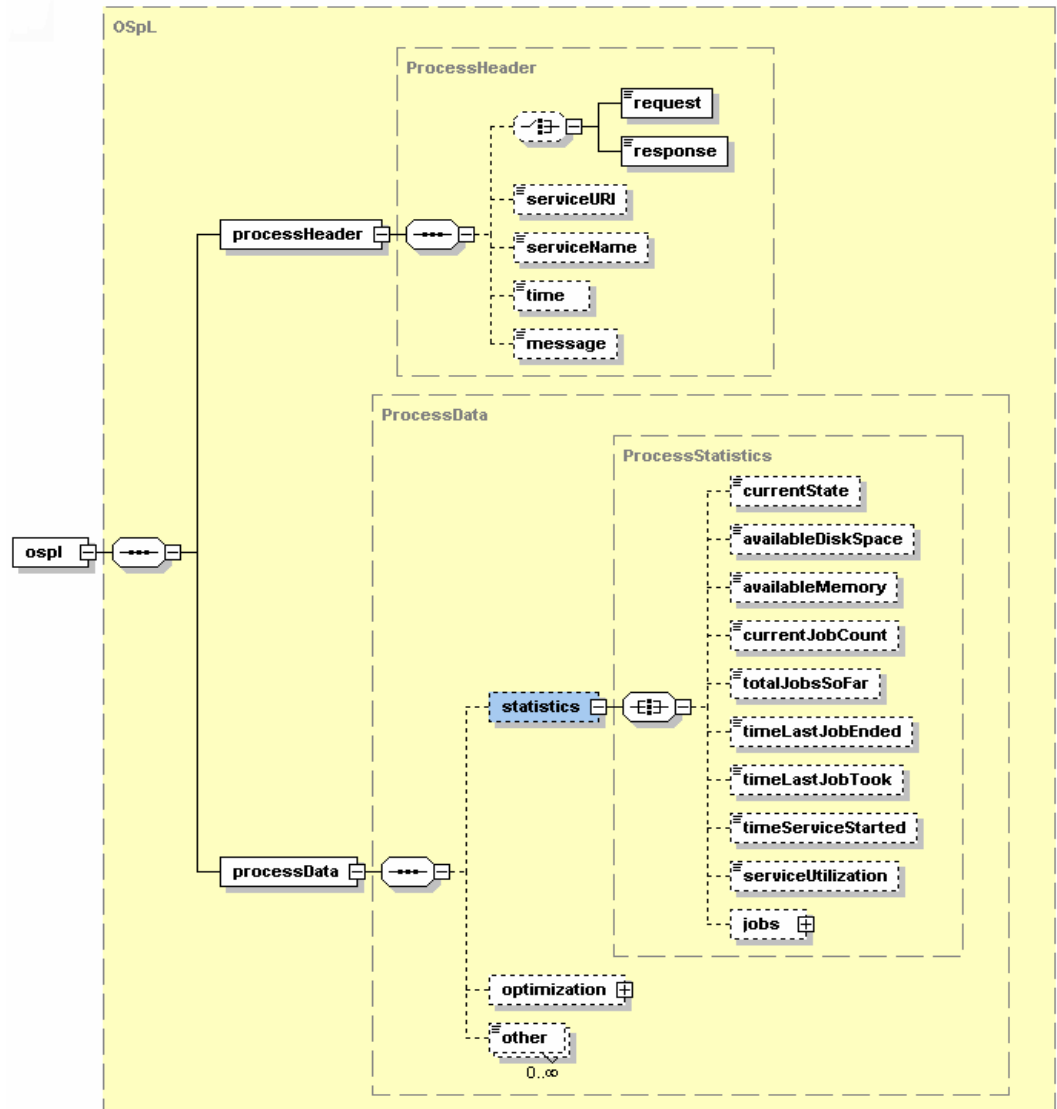 OSpL
ProcessHeader
request
response
serviceURI
serviceName
processHeader
time
message
ProcessData
ProcessStatistics
currentState
availableDiskSpace
ospl
availableMemory
currentJobCount
totalJobsSoFar
statistics
timeLastJobEnded
timeLastJobTook
timeServiceStarted
processData
serviceUtilization
jobs
optimization
other
0..∞